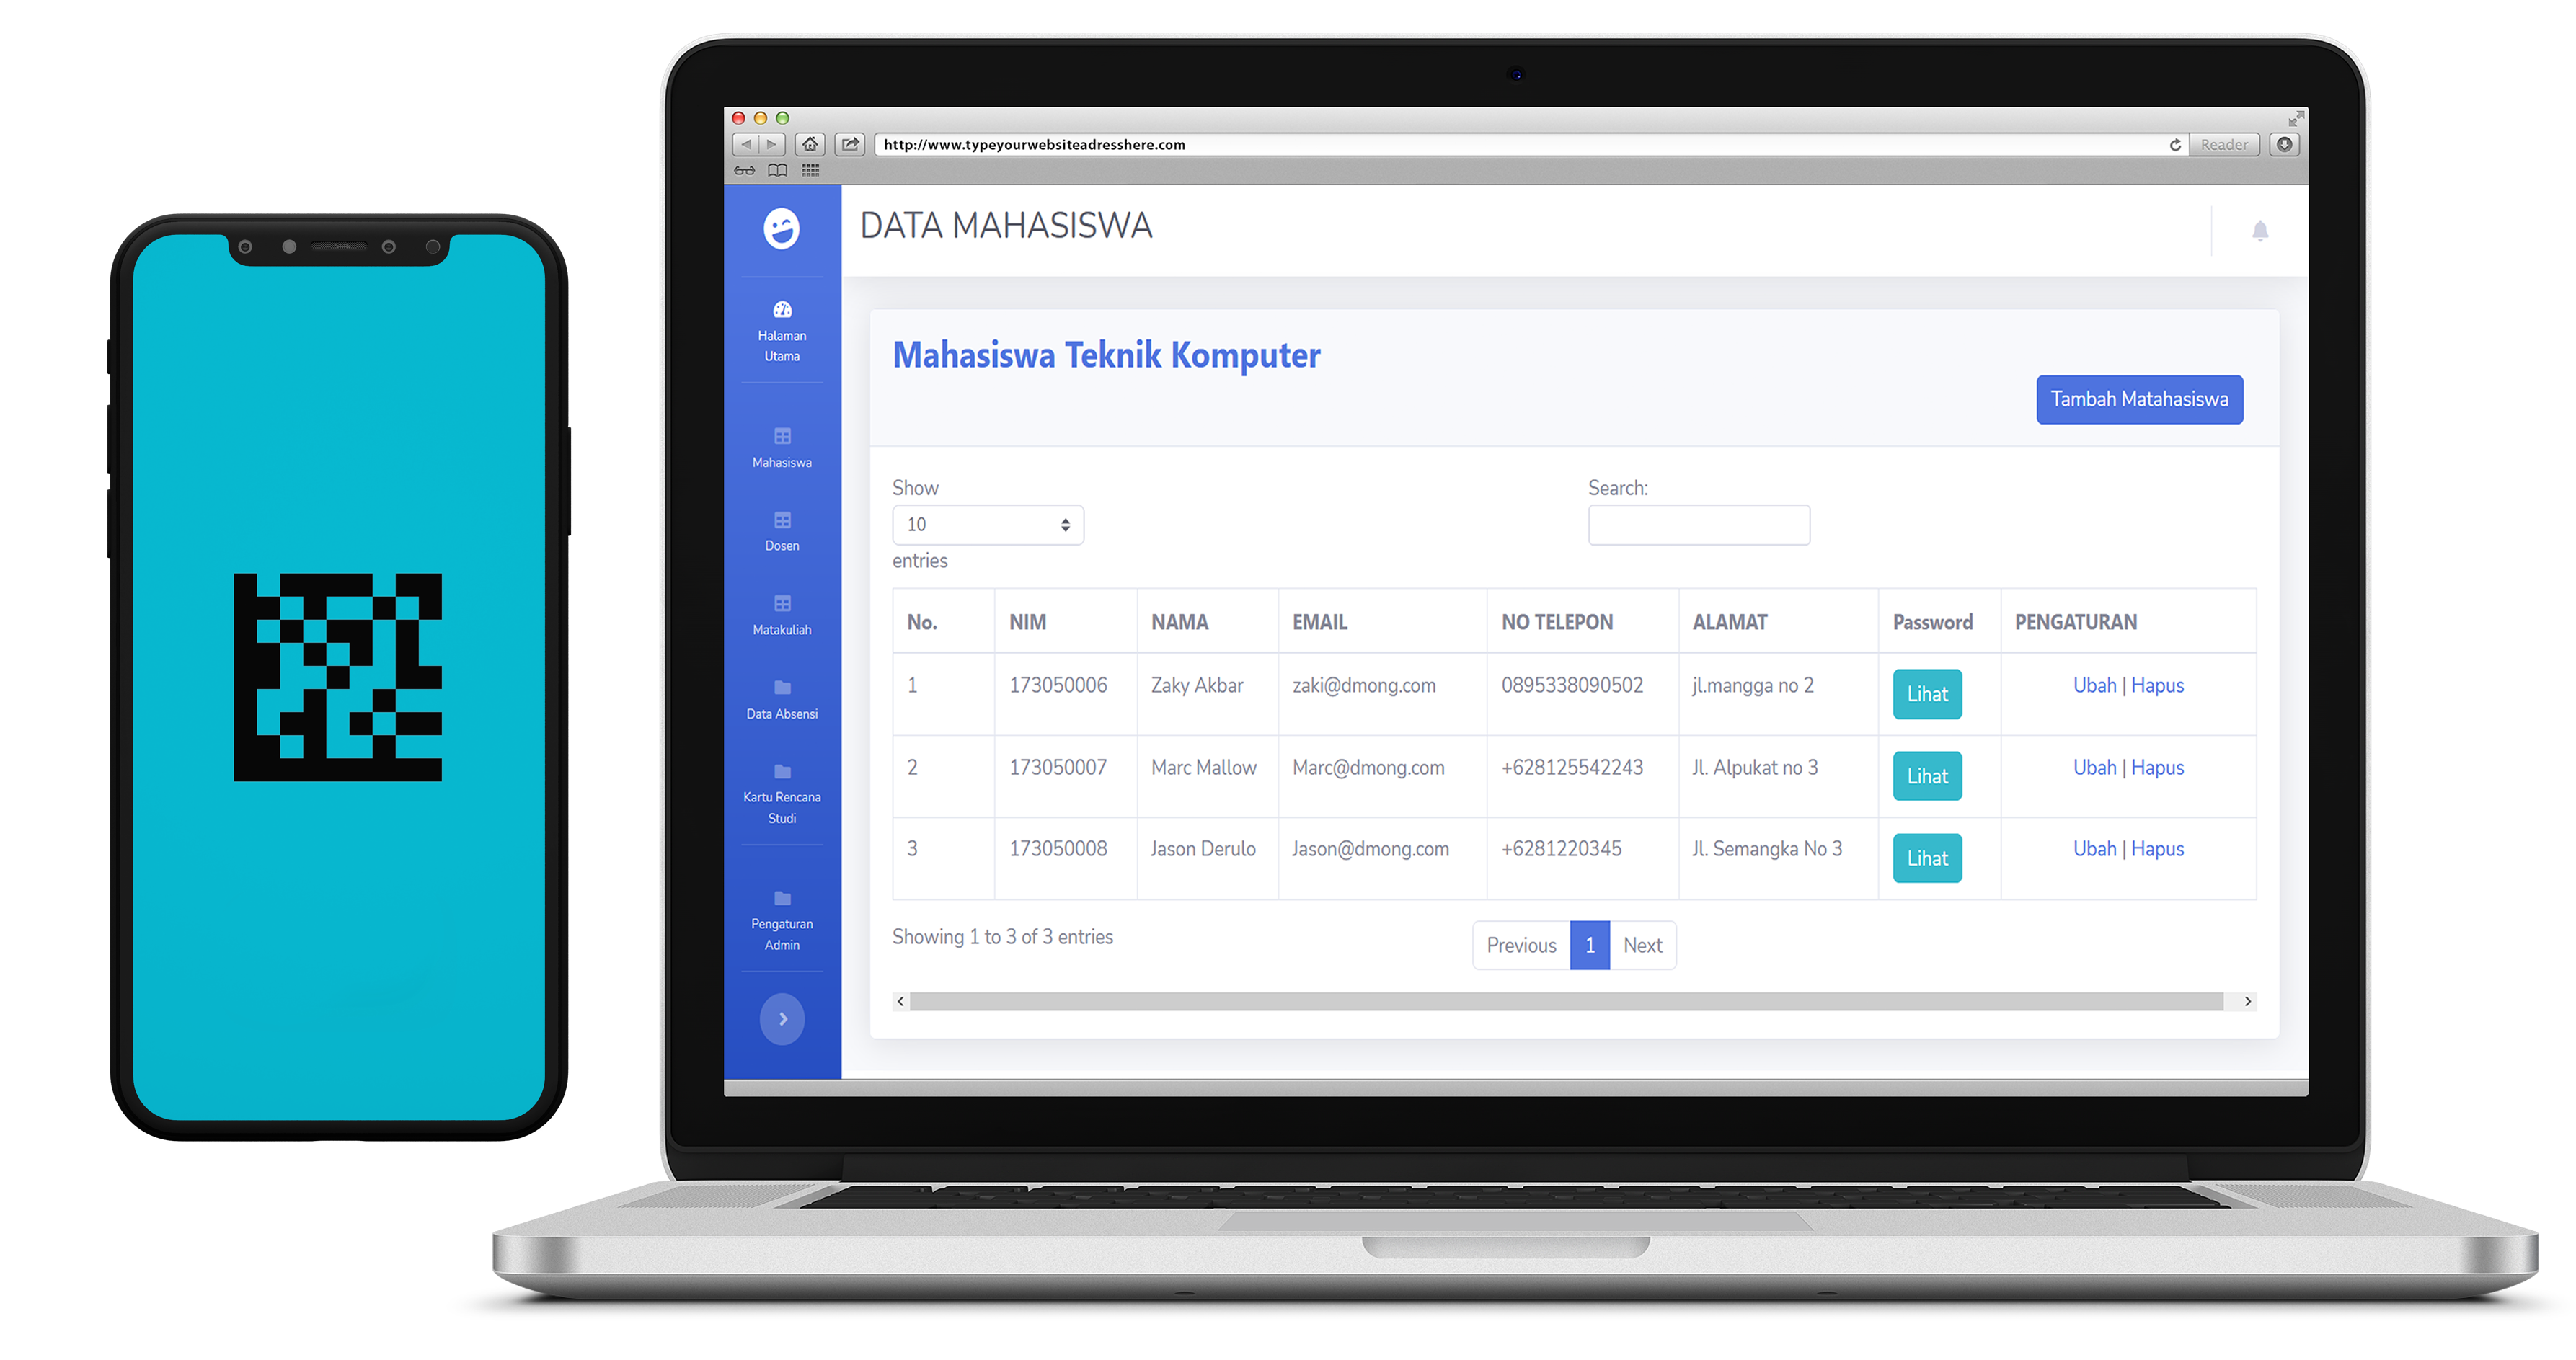 http://www.typeyourwebsiteadresshere.com
Reader
DATA MAHASISWA
Halaman
Utama
Mahasiswa
Dosen
Matakuliah
Data Absensi
Kartu Rencana
Studi
Pengaturan
Admin
Mahasiswa Teknik Komputer
Tambah Matahasiswa
Show
10
entries
Search:
No. NIM NAMA EMAIL NO TELEPON ALAMAT Password PENGATURAN
1 173050006 Zaky Akbar zaki@dmong.com 0895338090502 jl.mangga no 2 Lihat Ubah | Hapus
2 173050007 Marc Mallow Marc@dmong.com +628125542243 Jl. Alpukat no 3 Lihat Ubah | Hapus
3 173050008 Jason Derulo Jason@dmong.com +6281220345 Jl. Semangka No 3 Lihat Ubah | Hapus
Showing 1 to 3 of 3 entries
Previous 1 Next